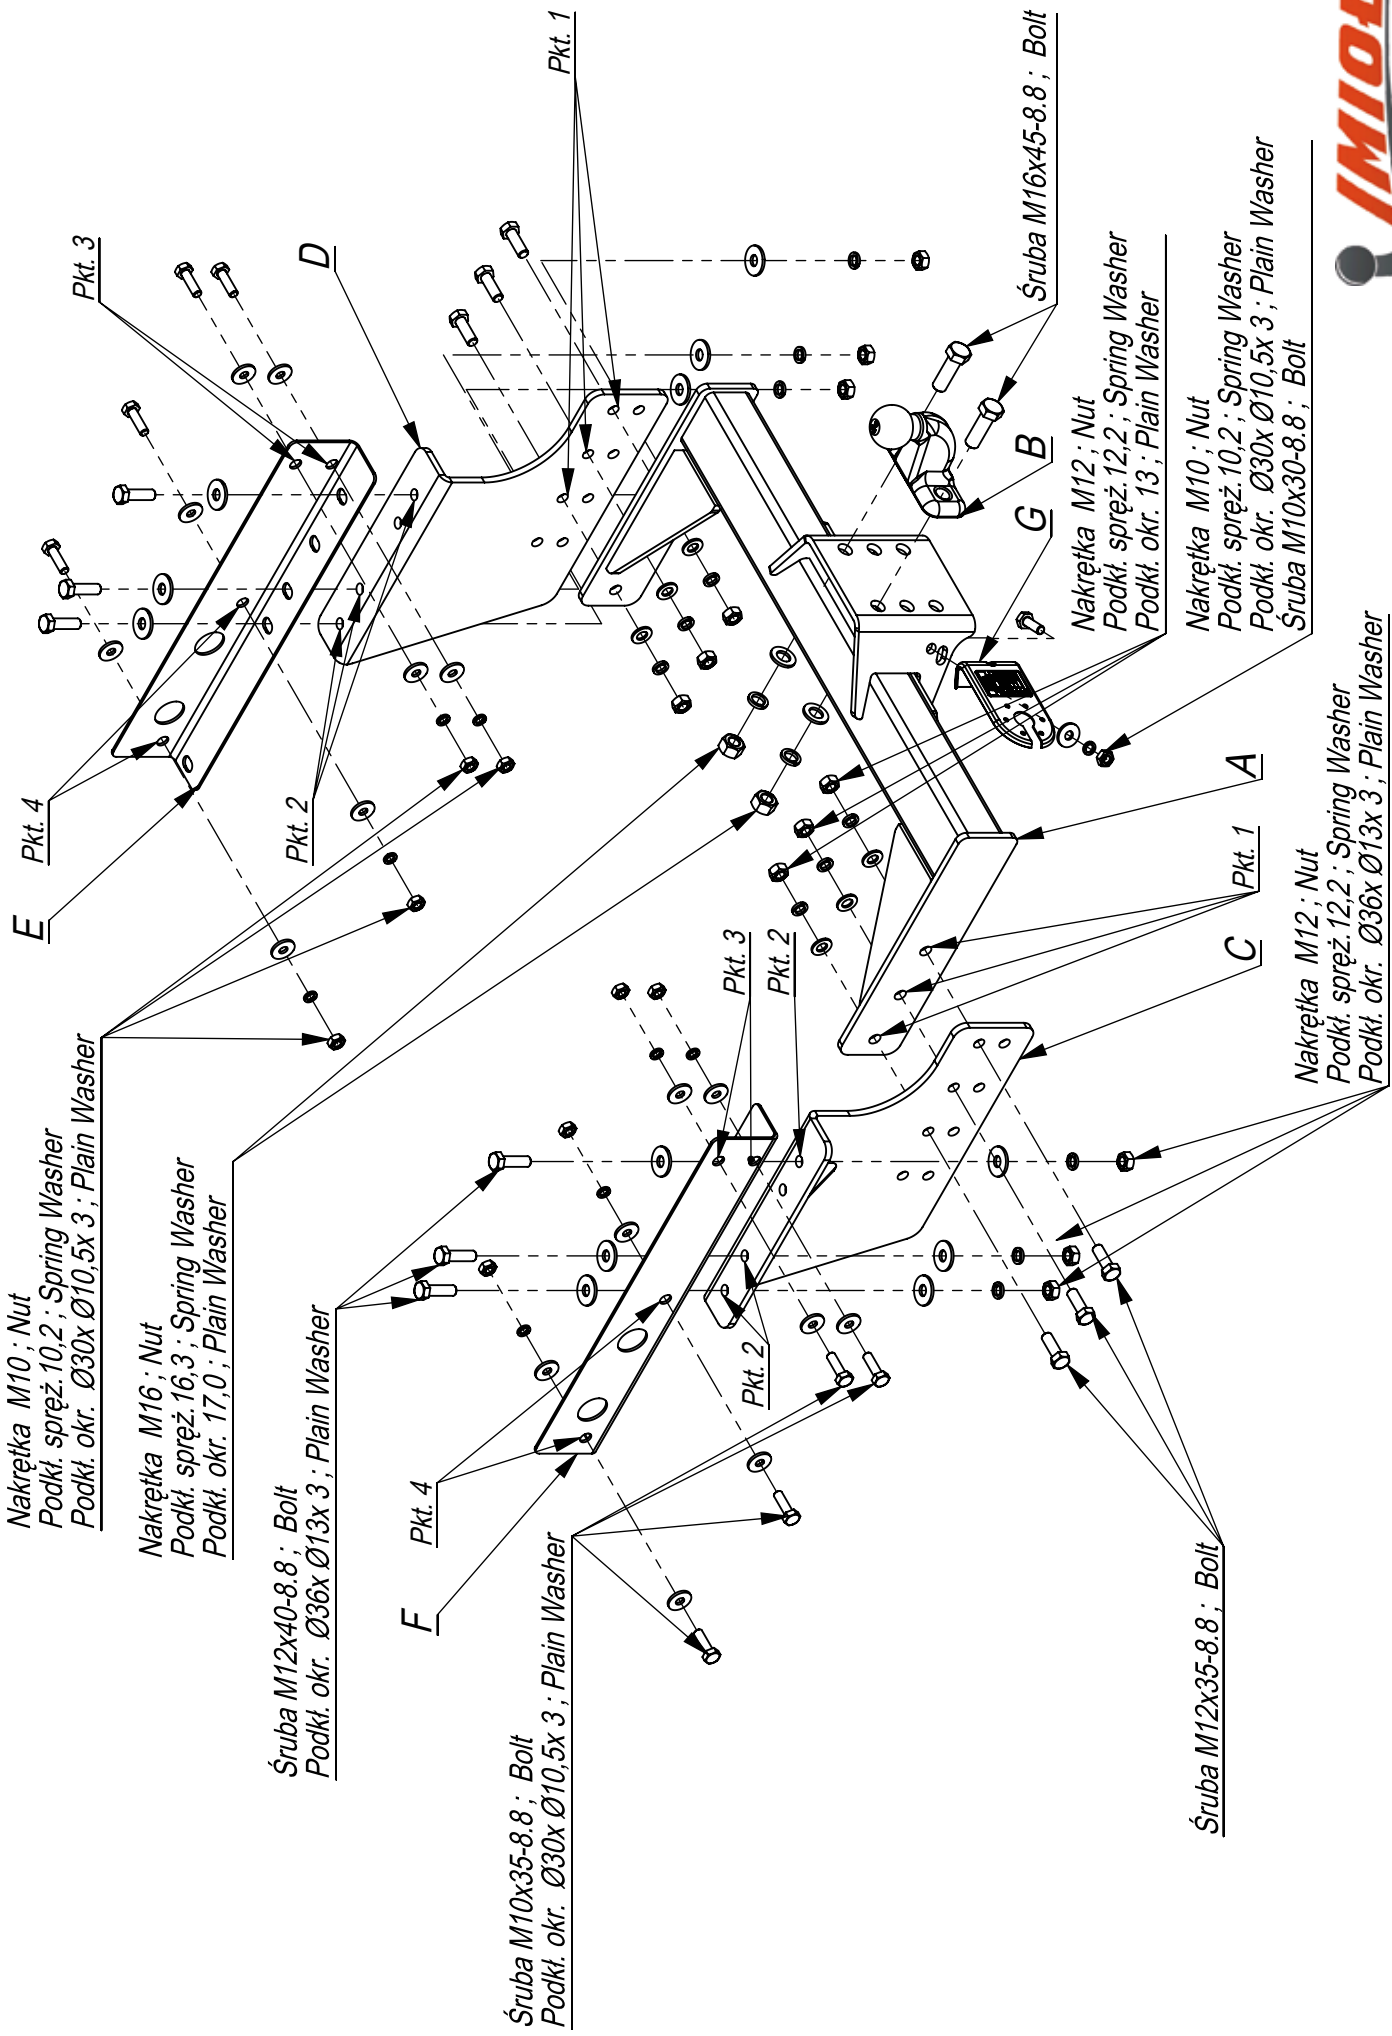 Nakrętka M10 ; Nut
Podkł. spręż.10,2 ; Spring Washer
Podkł. okr. Ø30x Ø10,5x 3 ; Plain Washer
Nakrętka M16 ; Nut
Podkł. spręż.16,3 ; Spring Washer
Podkł. okr. 17,0 ; Plain Washer
Śruba M12x40-8.8 ; Bolt
Podkł. okr. Ø36x Ø13x 3 ; Plain Washer
Śruba M10x35-8.8 ; Bolt
Podkł. okr. Ø30x Ø10,5x 3 ; Plain Washer
E
Pkt. 4
Pkt. 3
Pkt. 2
D
Pkt. 1
F
Pkt. 4
Pkt. 2
Pkt. 3
Pkt. 2
Śruba M16x45-8.8 ; Bolt
B
G
Nakrętka M12 ; Nut
Podkł. spręż.12,2 ; Spring Washer
Podkł. okr. 13 ; Plain Washer
Nakrętka M10 ; Nut
Podkł. spręż.10,2 ; Spring Washer
Podkł. okr. Ø30x Ø10,5x 3 ; Plain Washer
Śruba M10x30-8.8 ; Bolt
A
Pkt. 1
C
Nakrętka M12 ; Nut
Podkł. spręż.12,2 ; Spring Washer
Podkł. okr. Ø36x Ø13x 3 ; Plain Washer
Śruba M12x35-8.8 ; Bolt